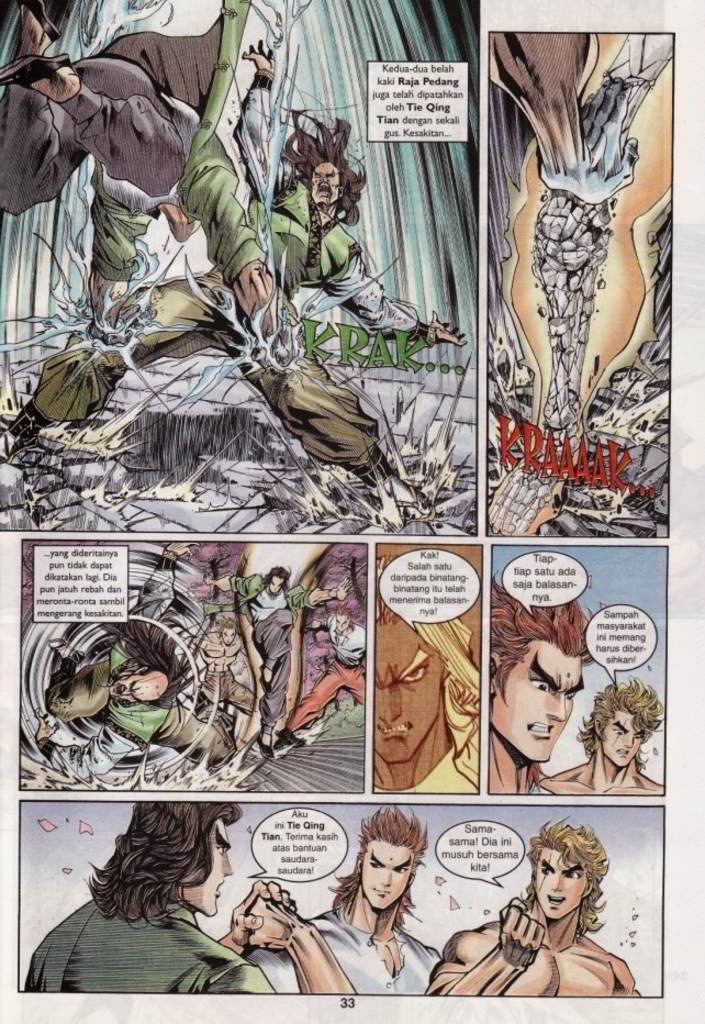 Kedua-dua belah
kaki Raja Pedang
juga telah dipatahkan
oleh Tie Qing
Tian dengan sekali
gus. Kesakitan...
KRAK...
KRAAAAK...
...yang dideritainya
pun tidak dapat
dikatakan lagi. Dia
pun jatuh rebah dan
meronta-ronta sambil
mengerang kesakitan.
Kak!
Salah satu
daripada binatang-
binatang itu telah
menerima balasan-
nya!
Tiap-
tiap satu ada
saja balasan-
nya.
Sampah
masyarakat
ini memang
harus diber-
sihkan!
Aku
ini Tie Qing
Tian. Terima kasih
atas bantuan
saudara-
saudara!
Sama-
sama! Dia ini
musuh bersama
kita!
33